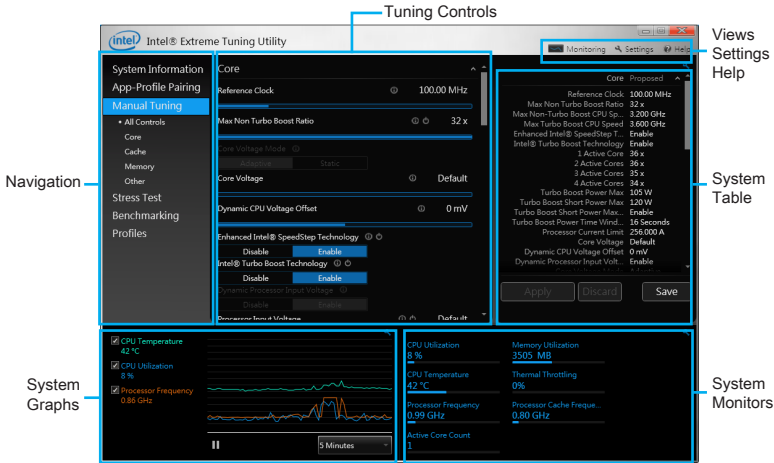 Tuning Controls
Views
Settings
Help
intel Intel® Extreme Tuning Utility
Monitoring Settings Help
Navigation
System Information
App-Profile Pairing
Manual Tuning
• All Controls
Core
Cache
Memory
Other
Stress Test
Benchmarking
Profiles
Core
Reference Clock 100.00 MHz
Max Non Turbo Boost Ratio 32 x
Core Voltage Mode
Adaptive Static
Core Voltage Default
Dynamic CPU Voltage Offset 0 mV
Enhanced Intel® SpeedStep Technology
Disable Enable
Intel® Turbo Boost Technology
Disable Enable
Dynamic Processor Input Voltage
Disable Enable
Processor Input Voltage Default
System
Table
Core Proposed
Reference Clock 100.00 MHz
Max Non Turbo Boost Ratio 32 x
Max Non-Turbo Boost CPU Sp... 3.200 GHz
Max Turbo Boost CPU Speed 3.600 GHz
Enhanced Intel® SpeedStep T... Enable
Intel® Turbo Boost Technology Enable
1 Active Core 36 x
2 Active Cores 36 x
3 Active Cores 35 x
4 Active Cores 34 x
Turbo Boost Power Max 105 W
Turbo Boost Short Power Max 120 W
Turbo Boost Short Power Max... Enable
Turbo Boost Power Time Wind... 16 Seconds
Processor Current Limit 256.000 A
Core Voltage Default
Dynamic CPU Voltage Offset 0 mV
Dynamic Processor Input Volt... Enable
Core Voltage Mode Adaptive
Apply Discard Save
System
Graphs
CPU Temperature
42 °C
CPU Utilization
8 %
Processor Frequency
0.86 GHz
5 Minutes
System
Monitors
CPU Utilization
8 %
Memory Utilization
3505 MB
CPU Temperature
42 °C
Thermal Throttling
0%
Processor Frequency
0.99 GHz
Processor Cache Freque...
0.80 GHz
Active Core Count
1